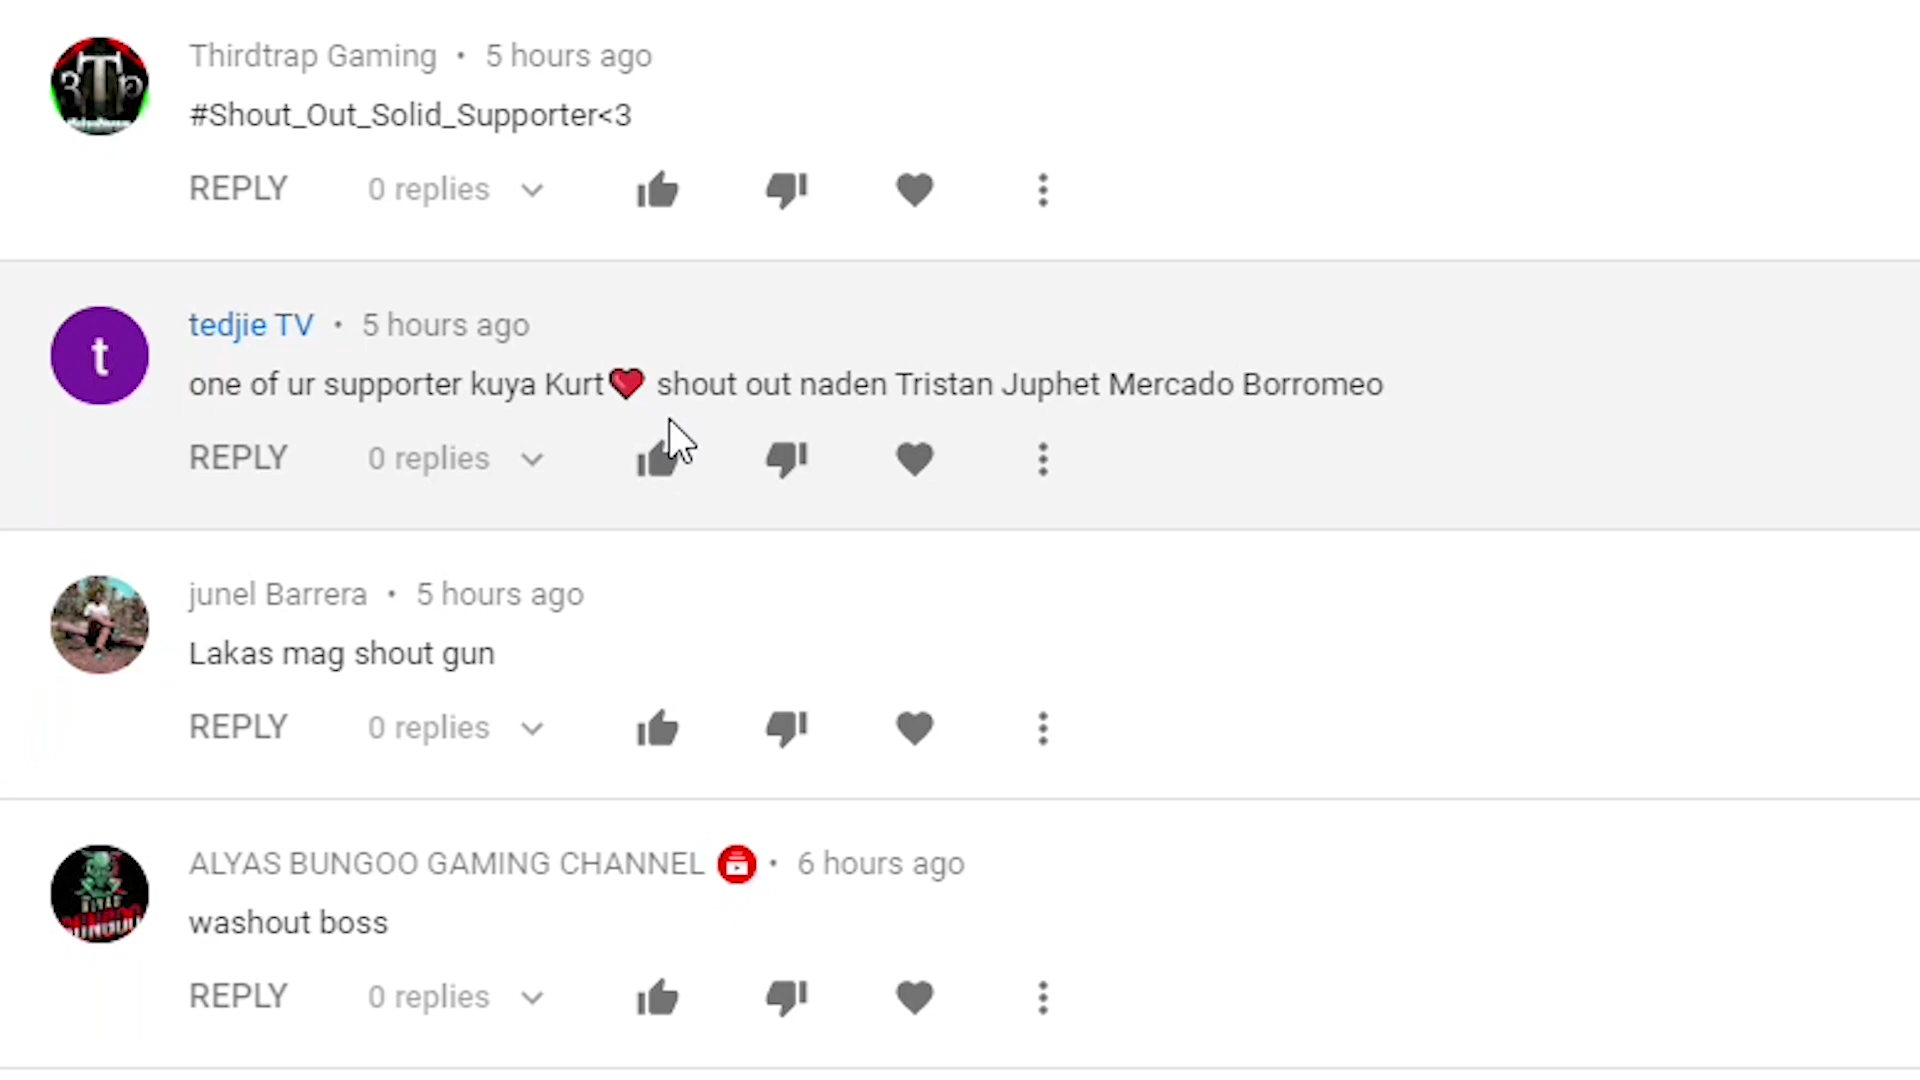 Thirdtrap Gaming • 5 hours ago
#Shout_Out_Solid_Supporter<3
REPLY 0 replies
t
tedjie TV • 5 hours ago
one of ur supporter kuya Kurt❤️ shout out naden Tristan Juphet Mercado Borromeo
REPLY 0 replies
junel Barrera • 5 hours ago
Lakas mag shout gun
REPLY 0 replies
ALYAS BUNGOO GAMING CHANNEL • 6 hours ago
washout boss
REPLY 0 replies